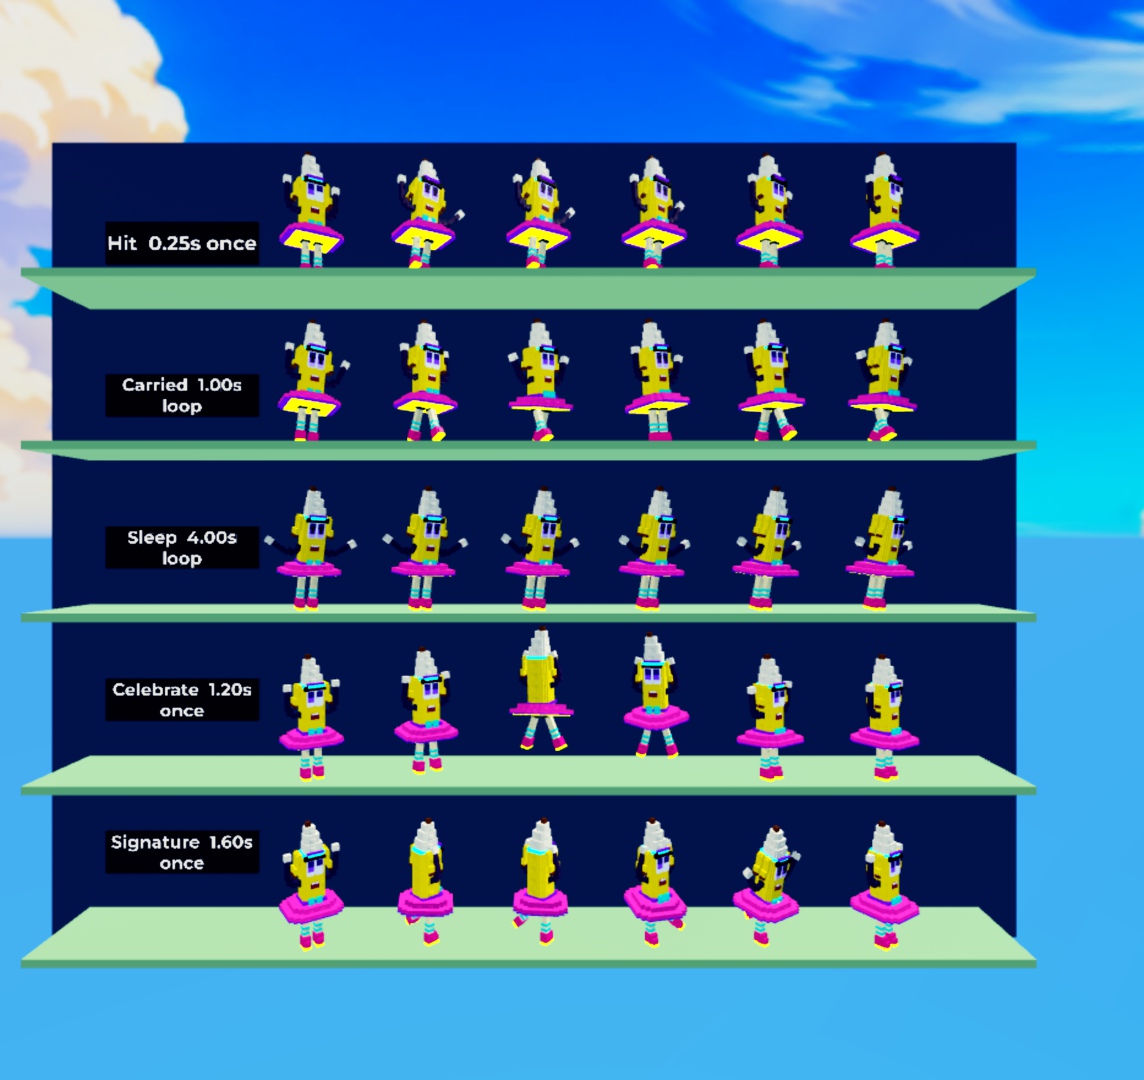 Hit 0.25s once
Carried 1.00s
loop
Sleep 4.00s
loop
Celebrate 1.20s
once
Signature 1.60s
once